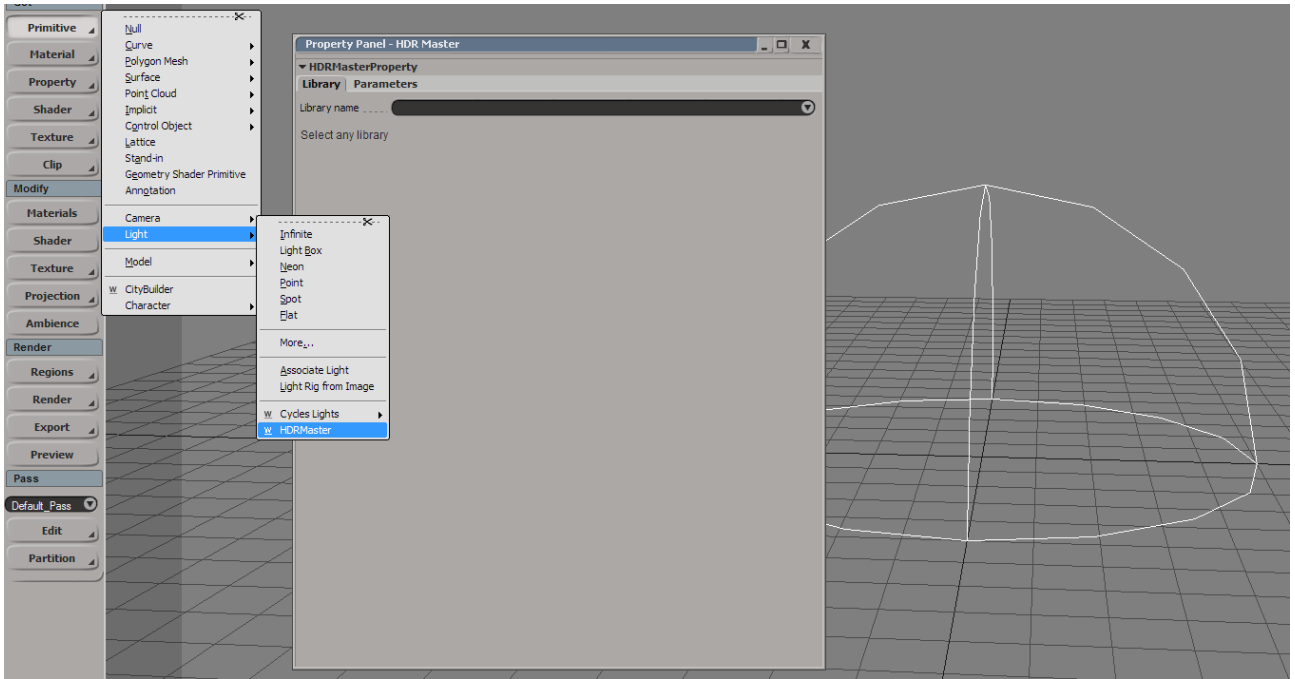 Primitive
Material
Property
Shader
Texture
Clip
Modify
Materials
Shader
Texture
Projection
Ambience
Render
Regions
Render
Export
Preview
Pass
Default_Pass
Edit
Partition
Null
Curve
Polygon Mesh
Surface
Point Cloud
Implicit
Control Object
Lattice
Stand-in
Geometry Shader Primitive
Annotation
Camera
Light
Model
w CityBuilder
Character
Infinite
Light Box
Neon
Point
Spot
Flat
More...
Associate Light
Light Rig from Image
w Cycles Lights
w HDRMaster
Property Panel - HDR Master
HDRMasterProperty
Library Parameters
Library name
Select any library